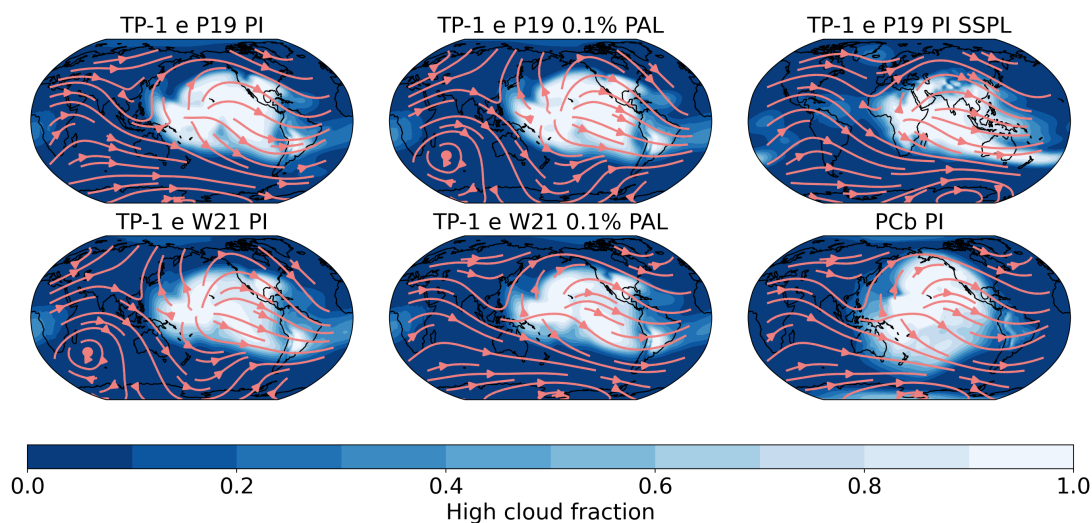 TP-1 e P19 PI
TP-1 e P19 0.1% PAL
TP-1 e P19 PI SSPL
TP-1 e W21 PI
TP-1 e W21 0.1% PAL
PCb PI
0.0 0.2 0.4 0.6 0.8 1.0
High cloud fraction